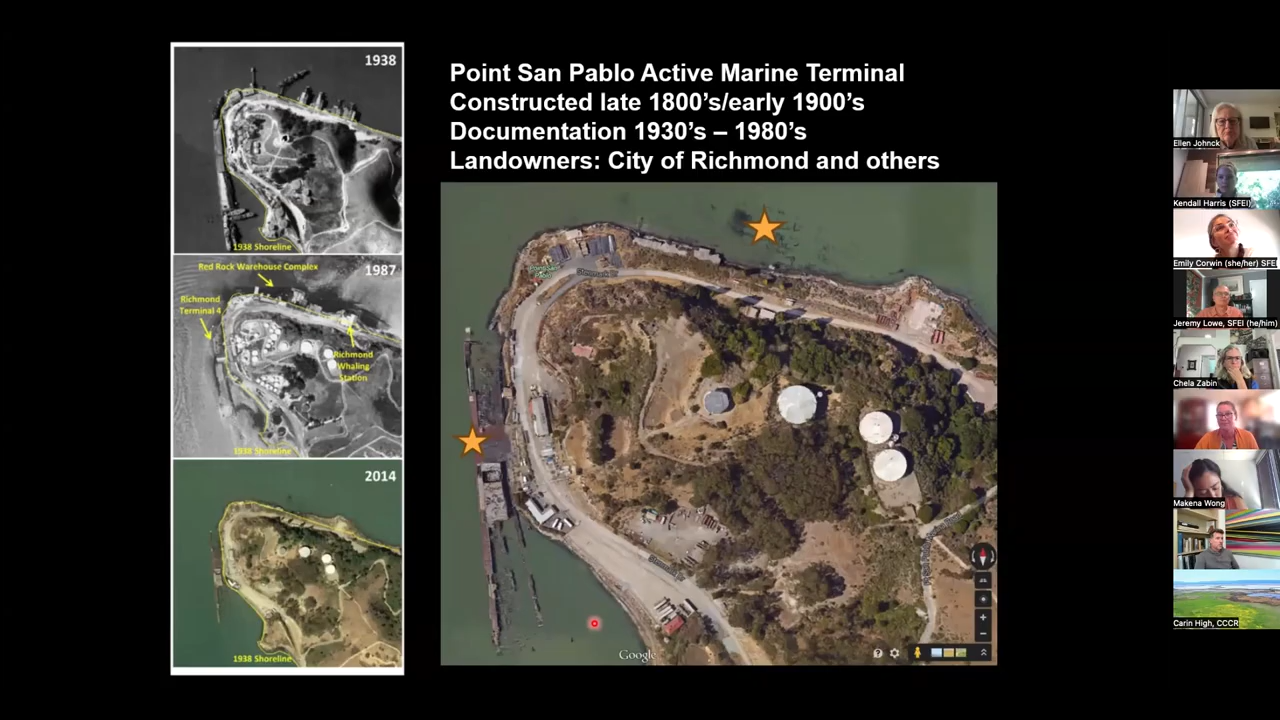 Point San Pablo Active Marine Terminal
Constructed late 1800's/early 1900's
Documentation 1930's – 1980's
Landowners: City of Richmond and others
1938
1938 Shoreline
Red Rock Warehouse Complex
1987
Richmond
Terminal 4
Richmond
Whaling
Station
1938 Shoreline
2014
1938 Shoreline
Stenmark Dr
Google
Ellen Johnck
Kendall Harris (SFEI)
Emily Corwin (she/her) SFEI
Jeremy Lowe, SFEI (he/him)
Chela Zabin
Makena Wong
Carin High, CCCR